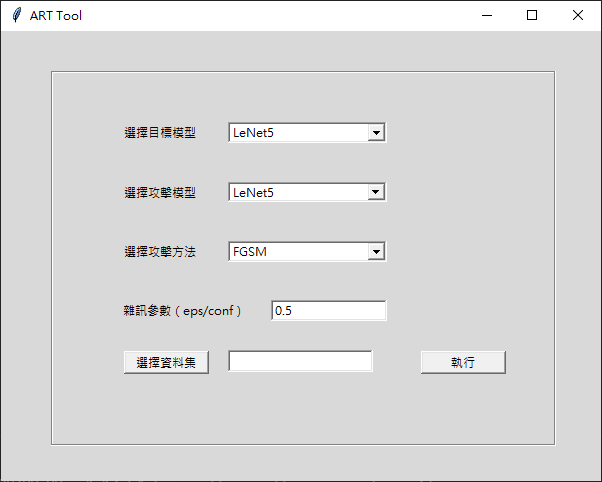 ART Tool
選擇目標模型 LeNet5
選擇攻擊模型 LeNet5
選擇攻擊方法 FGSM
雜訊參數 ( eps/conf ) 0.5
選擇資料集 執行